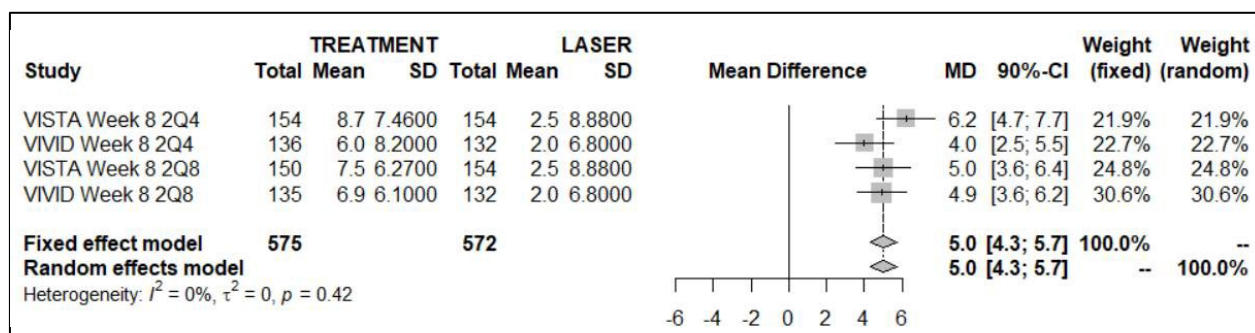 TREATMENT LASER Weight Weight
Study Total Mean SD Total Mean SD Mean Difference MD 90%-CI (fixed) (random)
VISTA Week 8 2Q4 154 8.7 7.4600 154 2.5 8.8800 6.2 [4.7; 7.7] 21.9% 21.9%
VIVID Week 8 2Q4 136 6.0 8.2000 132 2.0 6.8000 4.0 [2.5; 5.5] 22.7% 22.7%
VISTA Week 8 2Q8 150 7.5 6.2700 154 2.5 8.8800 5.0 [3.6; 6.4] 24.8% 24.8%
VIVID Week 8 2Q8 135 6.9 6.1000 132 2.0 6.8000 4.9 [3.6; 6.2] 30.6% 30.6%
Fixed effect model 575 572 5.0 [4.3; 5.7] 100.0% --
Random effects model 5.0 [4.3; 5.7] -- 100.0%
Heterogeneity: I² = 0%, τ² = 0, p = 0.42
-6 -4 -2 0 2 4 6